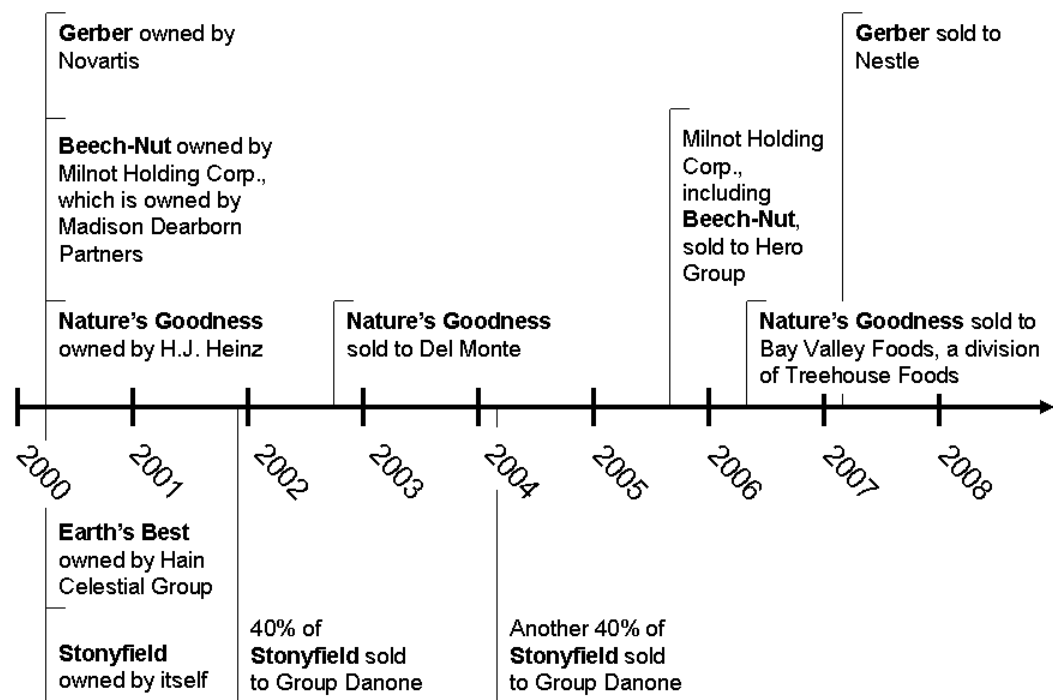 Gerber owned by
Novartis
Gerber sold to
Nestle
Beech-Nut owned by
Milnot Holding Corp.,
which is owned by
Madison Dearborn
Partners
Milnot Holding
Corp.,
including
Beech-Nut,
sold to Hero
Group
Nature's Goodness
owned by H.J. Heinz
Nature's Goodness
sold to Del Monte
Nature's Goodness sold to
Bay Valley Foods, a division
of Treehouse Foods
2000
2001
2002
2003
2004
2005
2006
2007
2008
Earth's Best
owned by Hain
Celestial Group
Stonyfield
owned by itself
40% of
Stonyfield sold
to Group Danone
Another 40% of
Stonyfield sold
to Group Danone